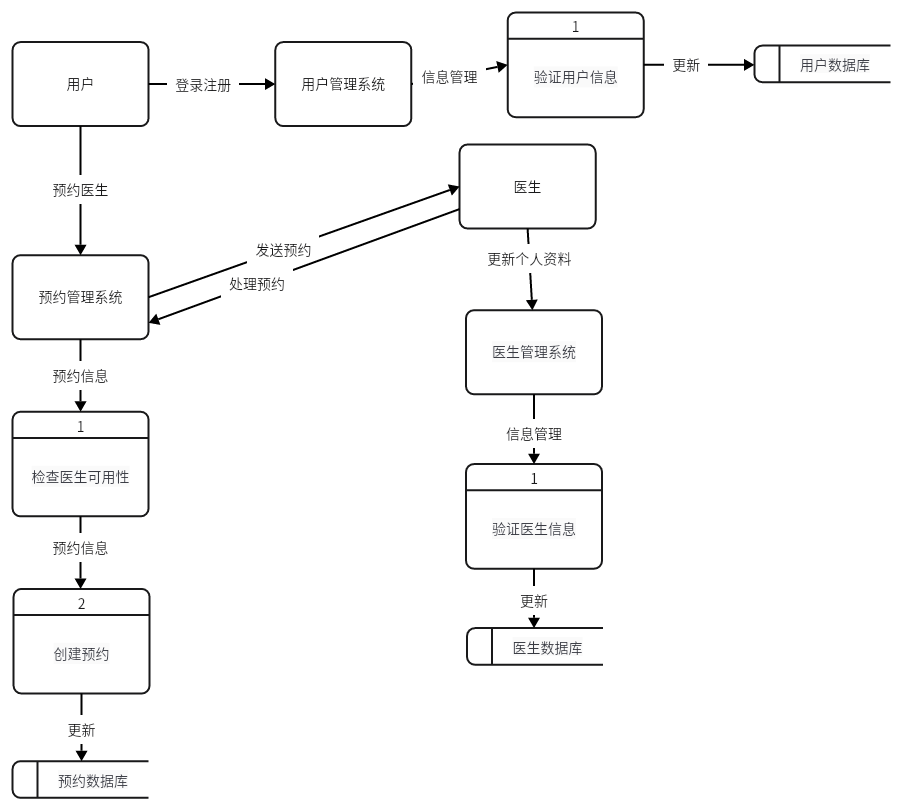 用户
登录注册
用户管理系统
信息管理
1
验证用户信息
更新
用户数据库
预约医生
医生
发送预约
处理预约
更新个人资料
预约管理系统
医生管理系统
预约信息
信息管理
1
检查医生可用性
1
验证医生信息
预约信息
更新
2
创建预约
医生数据库
更新
预约数据库